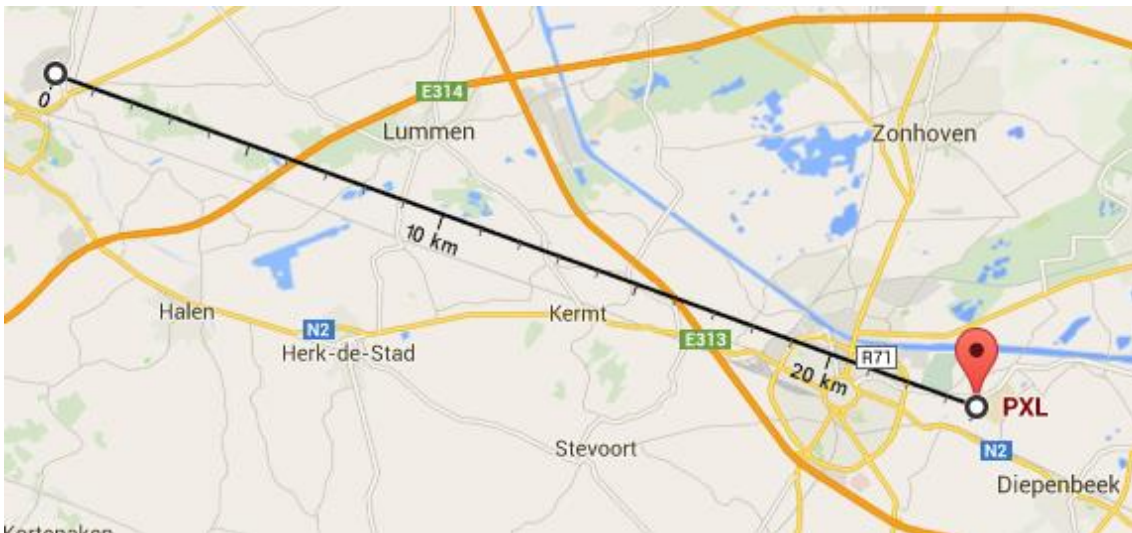 0
E314
Lummen
Zonhoven
10 km
Halen
N2
Kermt
Herk-de-Stad
E313
R71
20 km
PXL
Stevoort
N2
Diepenbeek